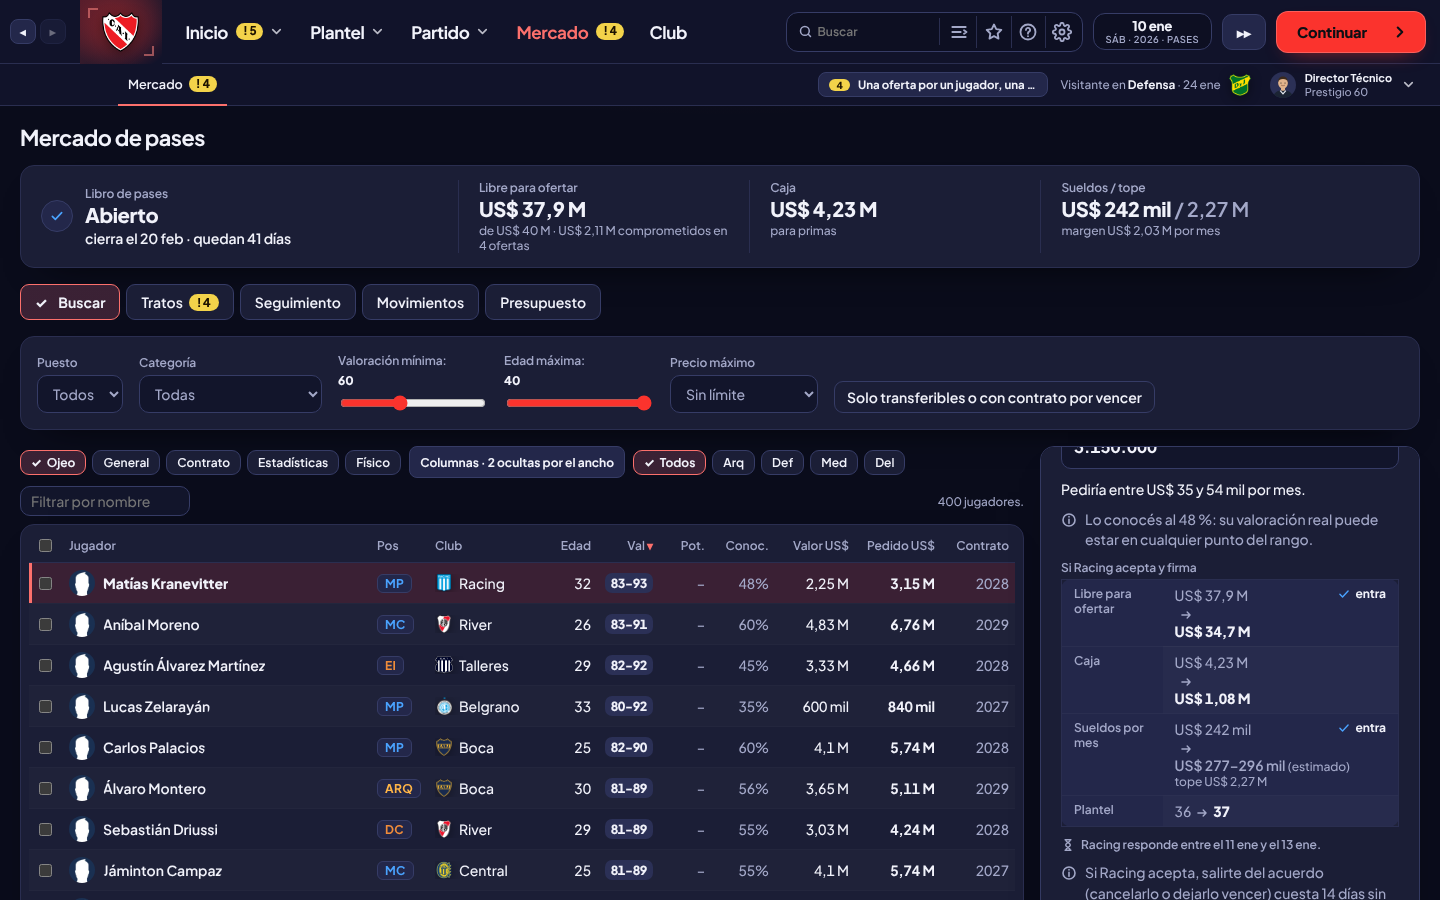 Inicio !5
Plantel
Partido
Mercado !4
Club
Buscar
10 ene
SÁB · 2026 · PASES
Continuar
Mercado !4
4 Una oferta por un jugador, una ...
Visitante en Defensa · 24 ene
Director Técnico
Prestigio 60
Mercado de pases
Libro de pases
Abierto
cierra el 20 feb · quedan 41 días
Libre para ofertar
US$ 37,9 M
de US$ 40 M · US$ 2,11 M comprometidos en
4 ofertas
Caja
US$ 4,23 M
para primas
Sueldos / tope
US$ 242 mil / 2,27 M
margen US$ 2,03 M por mes
Buscar
Tratos !4
Seguimiento
Movimientos
Presupuesto
Puesto
Todos
Categoría
Todas
Valoración mínima:
60
Edad máxima:
40
Precio máximo
Sin límite
Solo transferibles o con contrato por vencer
Ojeo
General
Contrato
Estadísticas
Físico
Columnas · 2 ocultas por el ancho
Todos
Arq
Def
Med
Del
Filtrar por nombre
400 jugadores.
Jugador Pos Club Edad Val▼ Pot. Conoc. Valor US$ Pedido US$ Contrato
Matías Kranevitter MP Racing 32 83–93 – 48% 2,25 M 3,15 M 2028
Aníbal Moreno MC River 26 83–91 – 60% 4,83 M 6,76 M 2029
Agustín Álvarez Martínez EI Talleres 29 82–92 – 45% 3,33 M 4,66 M 2028
Lucas Zelarayán MP Belgrano 33 80–92 – 35% 600 mil 840 mil 2027
Carlos Palacios MP Boca 25 82–90 – 60% 4,1 M 5,74 M 2028
Álvaro Montero ARQ Boca 30 81–89 – 56% 3,65 M 5,11 M 2029
Sebastián Driussi DC River 29 81–89 – 55% 3,03 M 4,24 M 2028
Jáminton Campaz MC Central 25 81–89 – 55% 4,1 M 5,74 M 2027
3.150.000
Pediría entre US$ 35 y 54 mil por mes.
Lo conocés al 48 %: su valoración real puede
estar en cualquier punto del rango.
Si Racing acepta y firma
Libre para
ofertar
US$ 37,9 M
→
US$ 34,7 M
entra
Caja
US$ 4,23 M
→
US$ 1,08 M
Sueldos por
mes
US$ 242 mil
→
US$ 277–296 mil (estimado)
tope US$ 2,27 M
entra
Plantel
36 → 37
Racing responde entre el 11 ene y el 13 ene.
Si Racing acepta, salirte del acuerdo
(cancelarlo o dejarlo vencer) cuesta 14 días sin